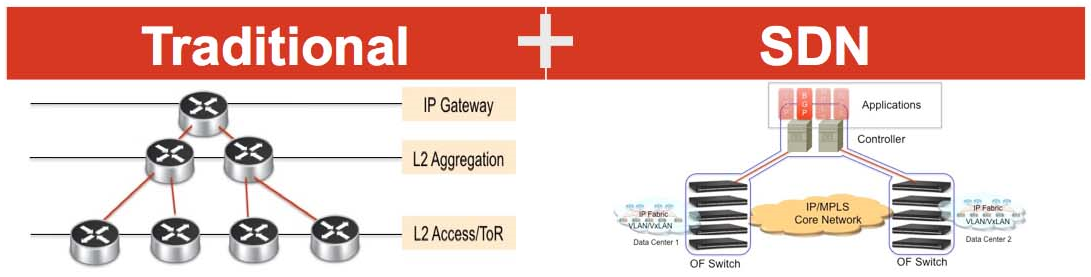 Traditional
SDN
IP Gateway
L2 Aggregation
L2 Access/ToR
BGP
Applications
Controller
IP/MPLS
Core Network
IP Fabric
VLAN/VxLAN
Data Center 1
OF Switch
IP Fabric
VLAN/VxLAN
Data Center 2
OF Switch